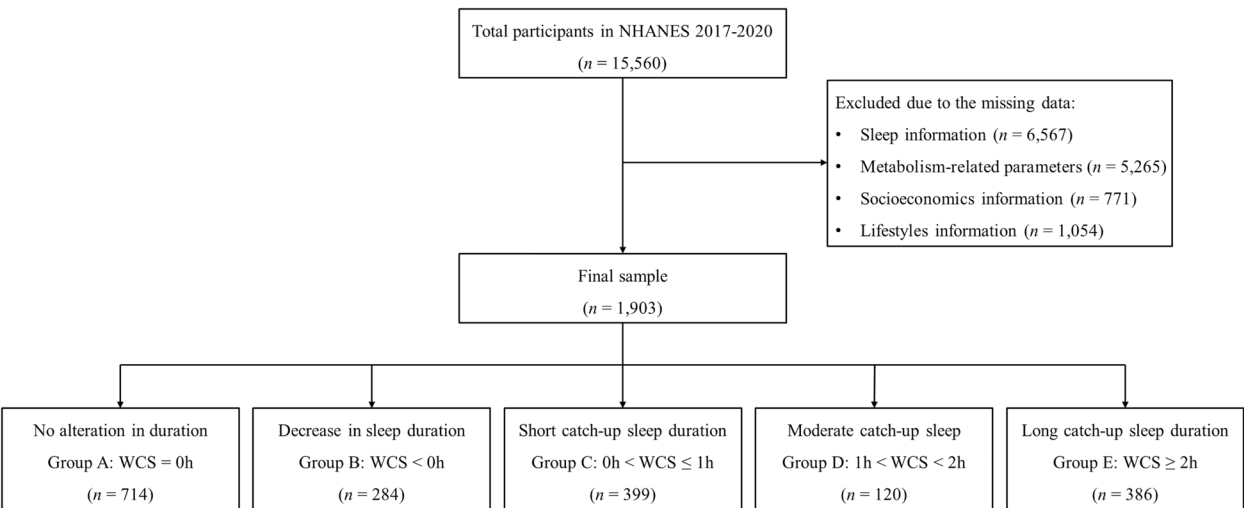 Total participants in NHANES 2017-2020
(n = 15,560)
Excluded due to the missing data:
• Sleep information (n = 6,567)
• Metabolism-related parameters (n = 5,265)
• Socioeconomics information (n = 771)
• Lifestyles information (n = 1,054)
Final sample
(n = 1,903)
No alteration in duration
Group A: WCS = 0h
(n = 714)
Decrease in sleep duration
Group B: WCS < 0h
(n = 284)
Short catch-up sleep duration
Group C: 0h < WCS ≤ 1h
(n = 399)
Moderate catch-up sleep
Group D: 1h < WCS < 2h
(n = 120)
Long catch-up sleep duration
Group E: WCS ≥ 2h
(n = 386)